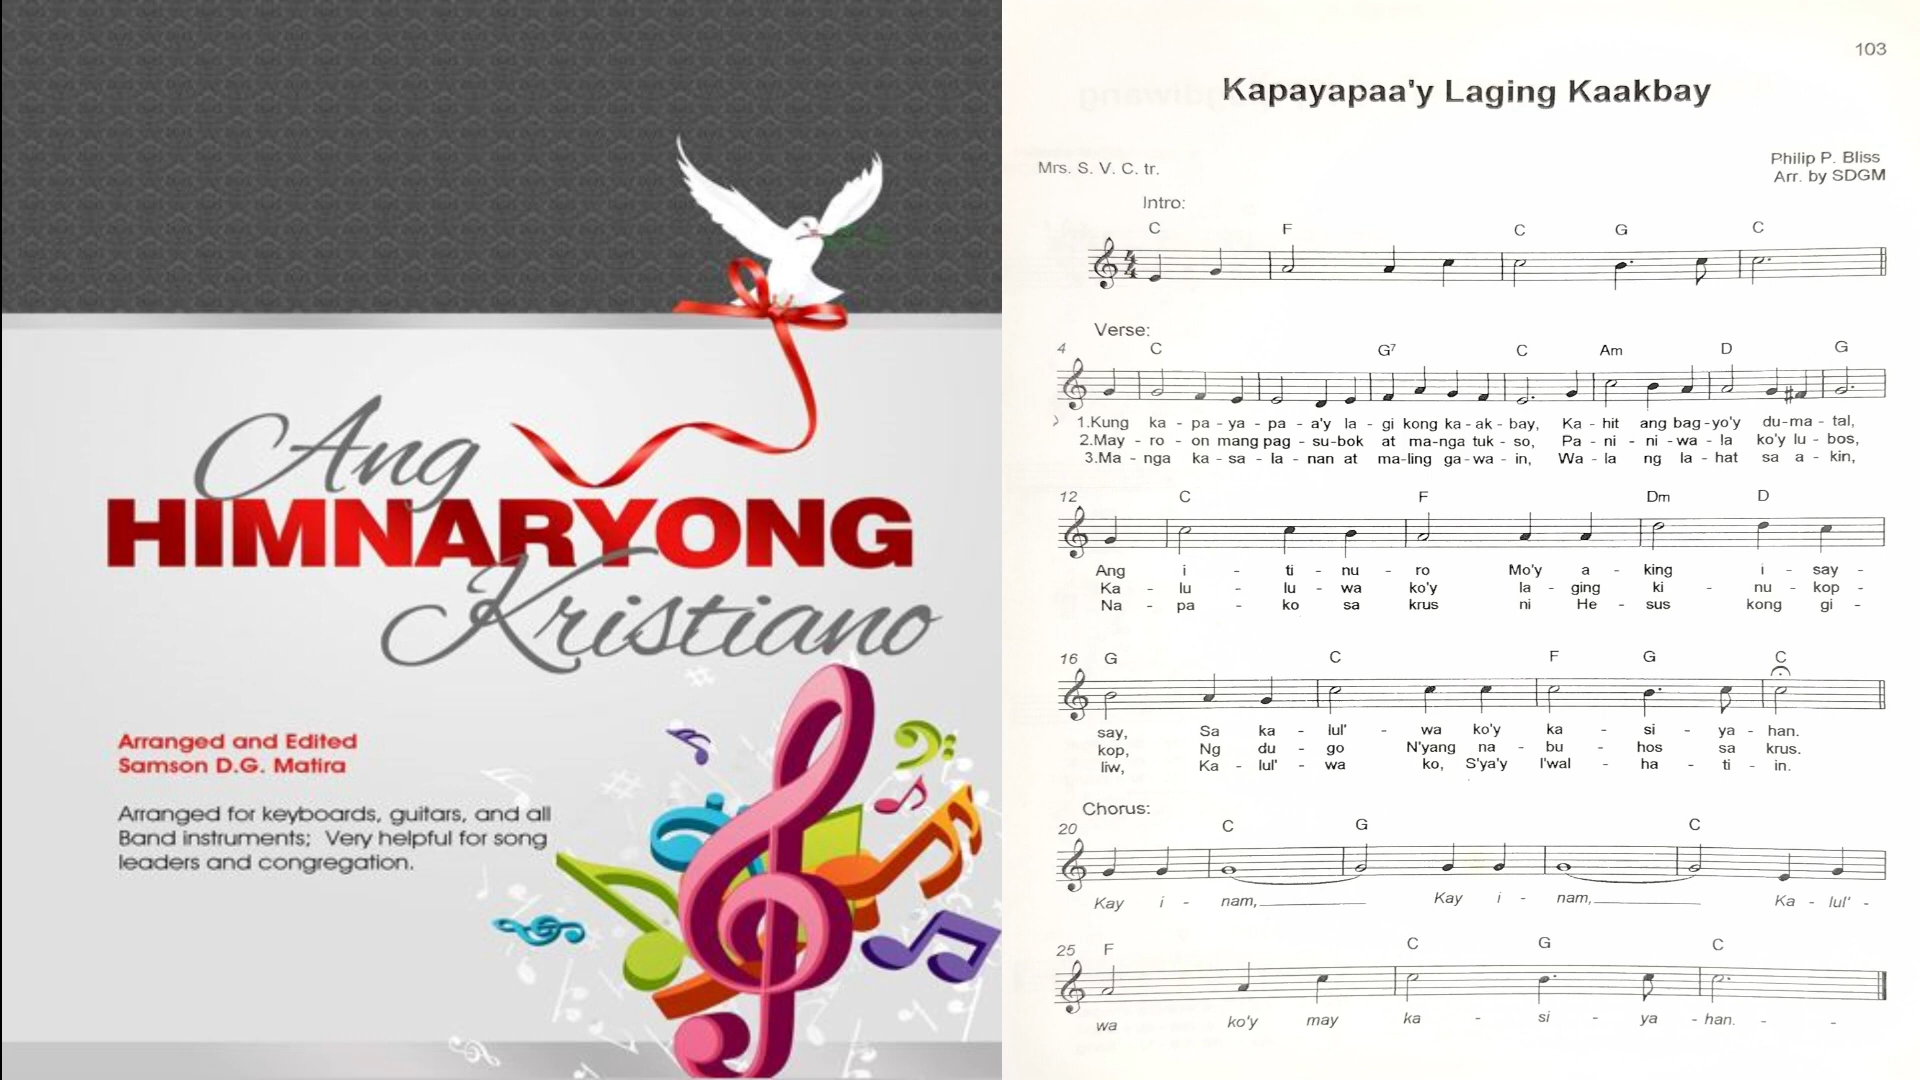 Ang
HIMNARYONG
Kristiano
Arranged and Edited
Samson D.G. Matira
Arranged for keyboards, guitars, and all
Band instruments; Very helpful for song
leaders and congregation.
103
Kapayapaa'y Laging Kaakbay
Mrs. S. V. C. tr.
Philip P. Bliss
Arr. by SDGM
Intro:
C F C G C
4 4
Verse:
4 C G7 C Am D G
1.Kung ka - pa - ya - pa - a'y la - gi kong ka - ak - bay, Ka - hit ang bag - yo'y du - ma - tal,
2.May - ro - on mang pag - su - bok at ma - nga tuk - so, Pa - ni - ni - wa - la ko'y lu - bos,
3.Ma - nga ka - sa - la - nan at ma - ling ga - wa - in, Wa - la ng la - hat sa a - kin,
12 C F Dm D
Ang i - ti - nu - ro Mo'y a - king i - say -
Ka - lu - lu - wa ko'y la - ging ki - nu - kop -
Na - pa - ko sa krus ni He - sus kong gi -
16 G C F G C
say, Sa ka - lul' - wa ko'y ka - si - ya - han.
kop, Ng du - go N'yang na - bu - hos sa krus.
liw, Ka - lul' - wa ko, S'ya'y I'wal - ha - ti - in.
Chorus:
20 C G C
Kay i - nam, Kay i - nam, Ka - lul' -
25 F C G C
wa ko'y may ka - si - ya - han. - -